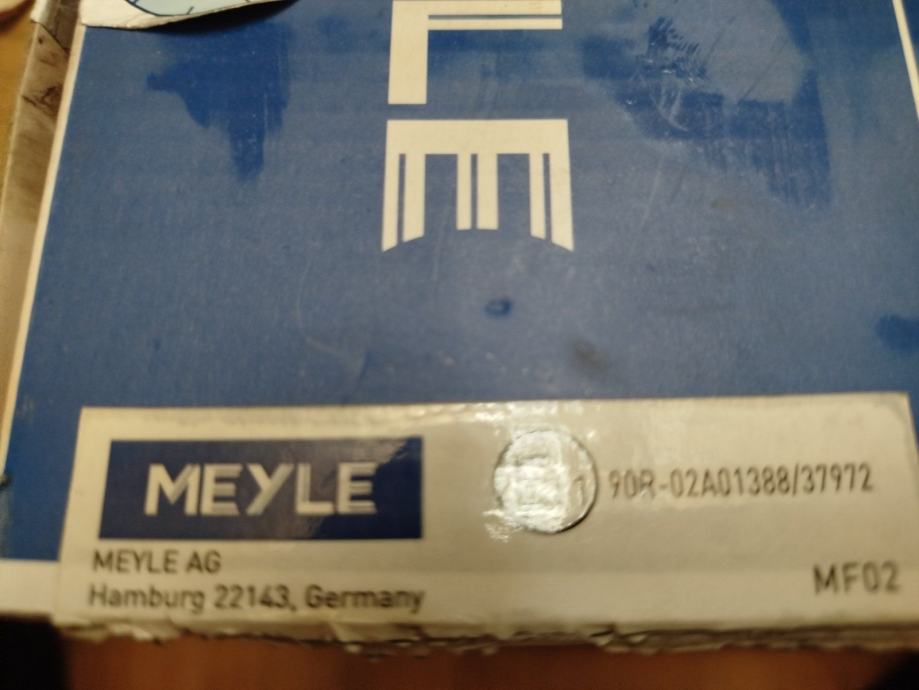 LE
MEYLE
90R-02A01388/37972
MEYLE AG
Hamburg 22143, Germany
MF02